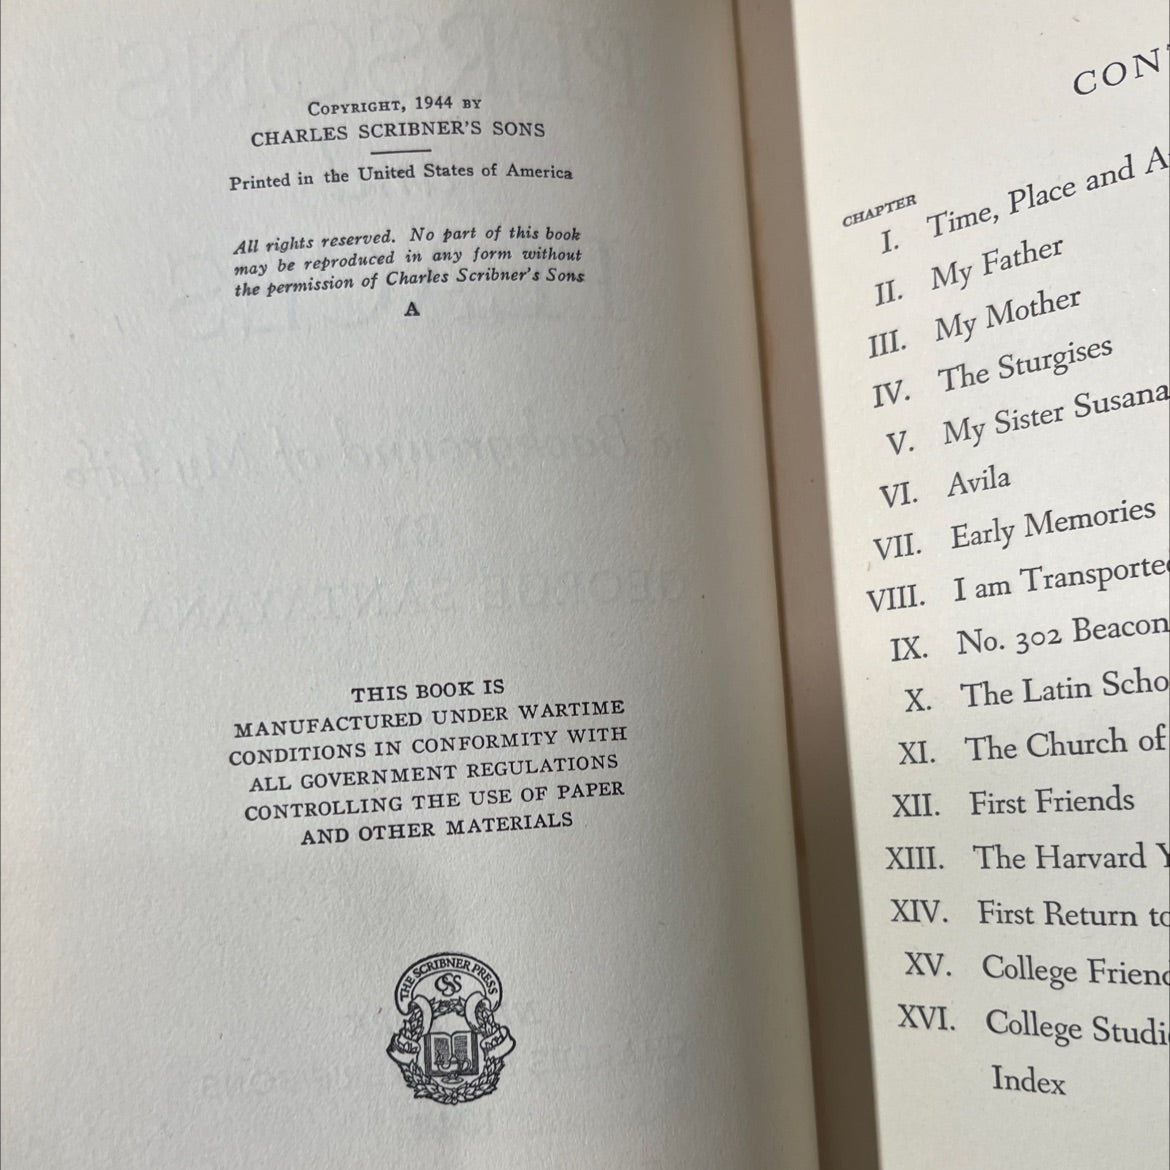 COPYRIGHT, 1944 BY
CHARLES SCRIBNER'S SONS
Printed in the United States of America
All rights reserved. No part of this book
may be reproduced in any form without
the permission of Charles Scribner's Sons
A
THIS BOOK IS
MANUFACTURED UNDER WARTIME
CONDITIONS IN CONFORMITY WITH
ALL GOVERNMENT REGULATIONS
CONTROLLING THE USE OF PAPER
AND OTHER MATERIALS
THE SCRIBNER PRESS
CSS
CONT
CHAPTER
I. Time, Place and A
II. My Father
III. My Mother
IV. The Sturgises
V. My Sister Susana
VI. Avila
VII. Early Memories
VIII. I am Transporte
IX. No. 302 Beacon
X. The Latin Scho
XI. The Church of
XII. First Friends
XIII. The Harvard Y
XIV. First Return to
XV. College Friend
XVI. College Studi
Index